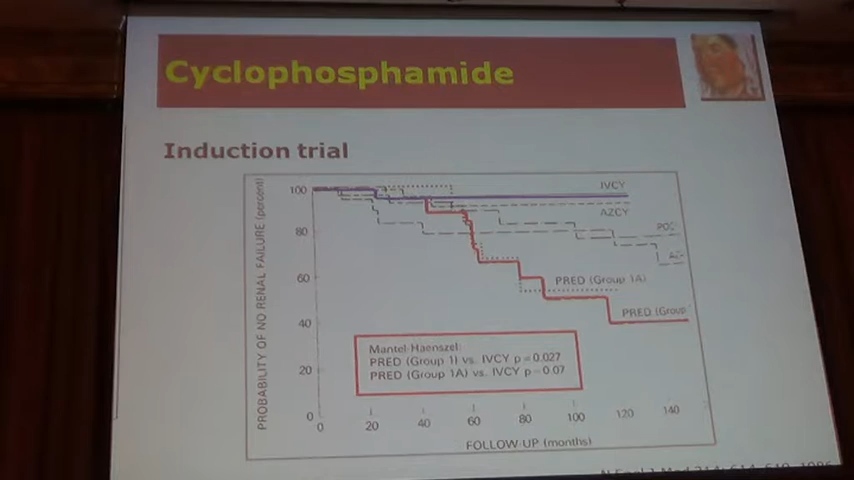 Cyclophosphamide
Induction trial
PROBABILITY OF NO RENAL FAILURE (percent)
100
80
60
40
20
0
IVCY
AZCY
PRED (Group 1A)
PRED (Group
Mantel-Haenszel:
PRED (Group 1) vs. IVCY p = 0.027
PRED (Group 1A) vs. IVCY p = 0.07
0 20 40 60 80 100 120 140
FOLLOW-UP (months)